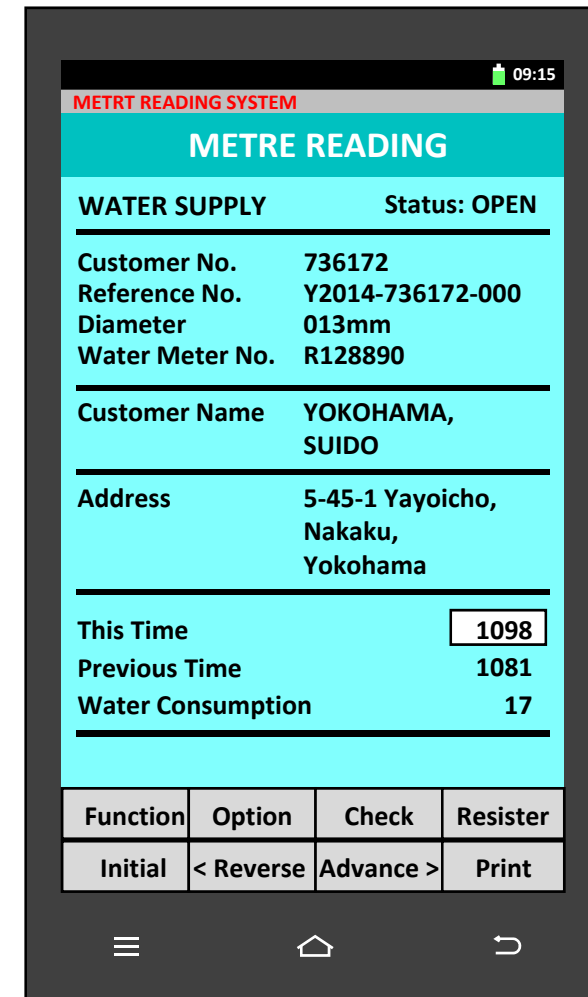 09:15
METRT READING SYSTEM
METRE READING
WATER SUPPLY Status: OPEN
Customer No. 736172
Reference No. Y2014-736172-000
Diameter 013mm
Water Meter No. R128890
Customer Name YOKOHAMA,
SUIDO
Address 5-45-1 Yayoicho,
Nakaku,
Yokohama
This Time 1098
Previous Time 1081
Water Consumption 17
Function Option Check Resister
Initial < Reverse Advance > Print